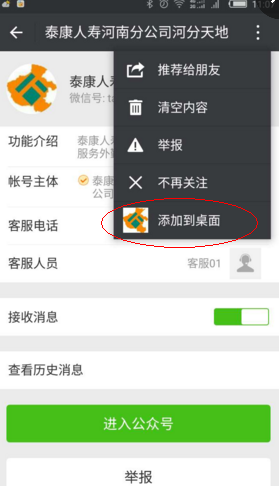 泰康人寿河南分公司河分天地
推荐给朋友
清空内容
举报
不再关注
添加到桌面
泰康人
微信号: ta
功能介绍
泰康人
服务外
帐号主体
泰康
公司
客服电话
客服人员
客服01
接收消息
查看历史消息
进入公众号
举报